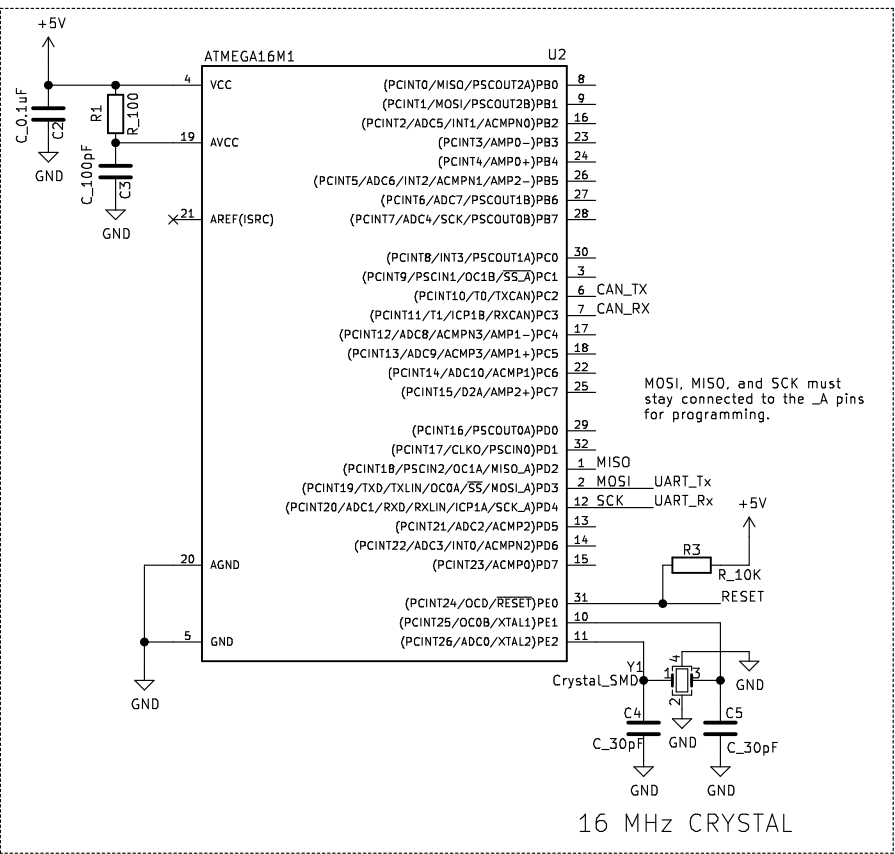 +5V
ATMEGA16M1 U2
4 VCC (PCINT0/MISO/PSCOUT2A)PB0 8
C_0.1uF C2 R1 R_100 (PCINT1/MOSI/PSCOUT2B)PB1 9
(PCINT2/ADC5/INT1/ACMPN0)PB2 16
19 AVCC (PCINT3/AMP0-)PB3 23
GND C_100pF C3 (PCINT4/AMP0+)PB4 24
(PCINT5/ADC6/INT2/ACMPN1/AMP2-)PB5 26
(PCINT6/ADC7/PSCOUT1B)PB6 27
21 AREF(ISRC) (PCINT7/ADC4/SCK/PSCOUT0B)PB7 28
GND
(PCINT8/INT3/PSCOUT1A)PC0 30
(PCINT9/PSCIN1/OC1B/SS_A)PC1 3
(PCINT10/T0/TXCAN)PC2 6 CAN_TX
(PCINT11/T1/ICP1B/RXCAN)PC3 7 CAN_RX
(PCINT12/ADC8/ACMPN3/AMP1-)PC4 17
(PCINT13/ADC9/ACMP3/AMP1+)PC5 18
(PCINT14/ADC10/ACMP1)PC6 22
(PCINT15/D2A/AMP2+)PC7 25
MOSI, MISO, and SCK must
stay connected to the _A pins
for programming.
(PCINT16/PSCOUT0A)PD0 29
(PCINT17/CLKO/PSCIN0)PD1 32
(PCINT18/PSCIN2/OC1A/MISO_A)PD2 1 MISO
(PCINT19/TXD/TXLIN/OC0A/SS/MOSI_A)PD3 2 MOSI UART_Tx
(PCINT20/ADC1/RXD/RXLIN/ICP1A/SCK_A)PD4 12 SCK UART_Rx
+5V
(PCINT21/ADC2/ACMP2)PD5 13
(PCINT22/ADC3/INT0/ACMPN2)PD6 14
20 AGND (PCINT23/ACMP0)PD7 15
R3
R_10K
(PCINT24/OCD/RESET)PE0 31 RESET
(PCINT25/OC0B/XTAL1)PE1 10
5 GND (PCINT26/ADC0/XTAL2)PE2 11
GND
Y1 4
Crystal_SMD 1 3 GND
2
C4 C5
C_30pF GND C_30pF
GND GND
16 MHz CRYSTAL